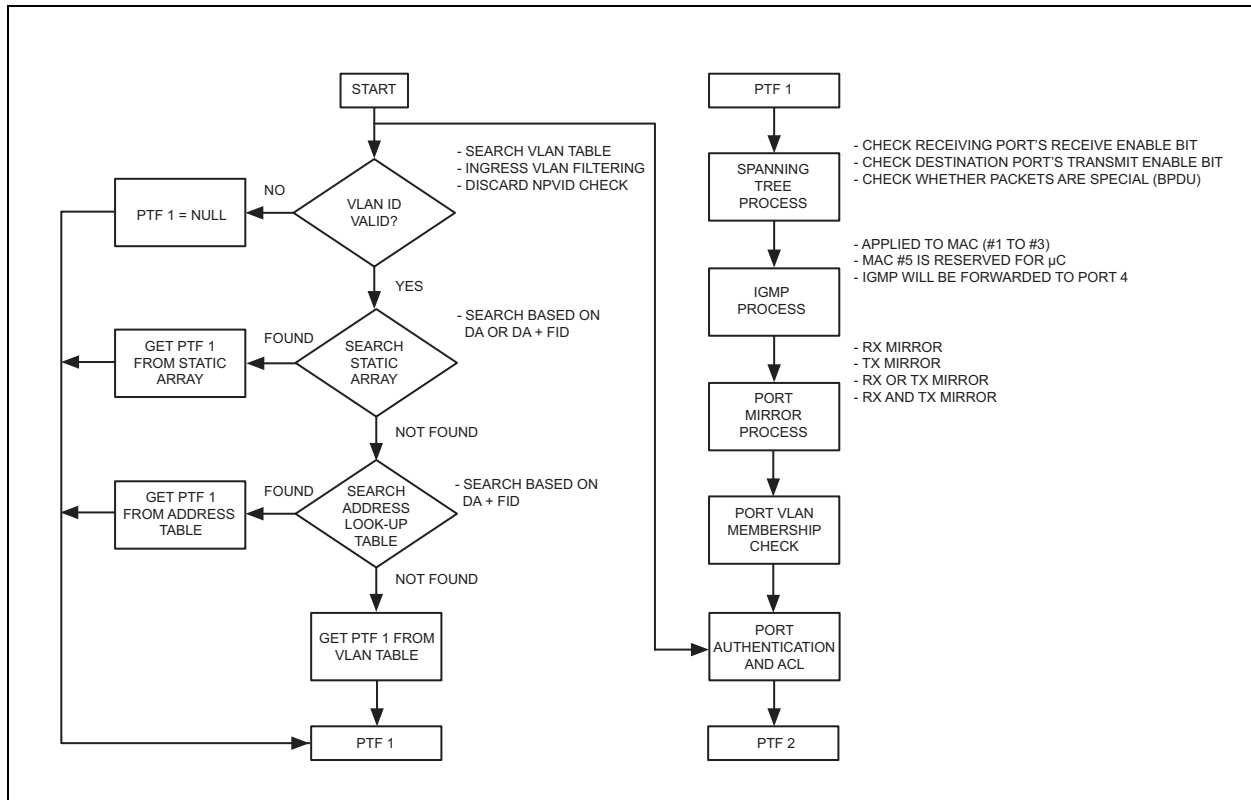 START
- SEARCH VLAN TABLE
- INGRESS VLAN FILTERING
- DISCARD NPVID CHECK
NO
PTF 1 = NULL
VLAN ID
VALID?
YES
- SEARCH BASED ON
DA OR DA + FID
FOUND
GET PTF 1
FROM STATIC
ARRAY
SEARCH
STATIC
ARRAY
NOT FOUND
- SEARCH BASED ON
DA + FID
FOUND
GET PTF 1
FROM ADDRESS
TABLE
SEARCH
ADDRESS
LOOK-UP
TABLE
NOT FOUND
GET PTF 1 FROM
VLAN TABLE
PTF 1
PTF 1
- CHECK RECEIVING PORT'S RECEIVE ENABLE BIT
- CHECK DESTINATION PORT'S TRANSMIT ENABLE BIT
- CHECK WHETHER PACKETS ARE SPECIAL (BPDU)
SPANNING
TREE
PROCESS
- APPLIED TO MAC (#1 TO #3)
- MAC #5 IS RESERVED FOR µC
- IGMP WILL BE FORWARDED TO PORT 4
IGMP
PROCESS
- RX MIRROR
- TX MIRROR
- RX OR TX MIRROR
- RX AND TX MIRROR
PORT
MIRROR
PROCESS
PORT VLAN
MEMBERSHIP
CHECK
PORT
AUTHENTICATION
AND ACL
PTF 2